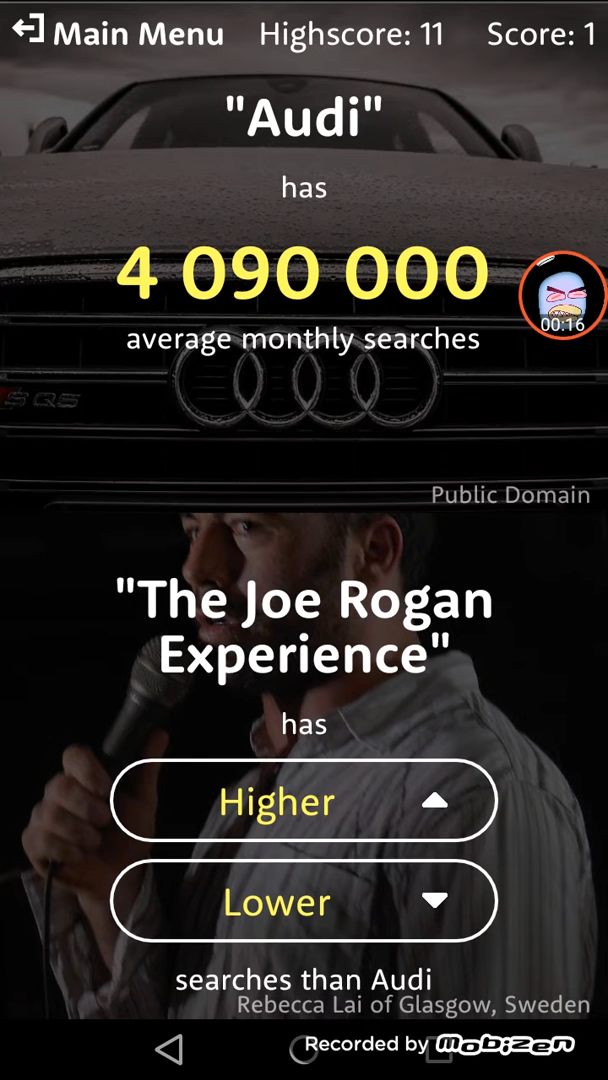 Main Menu Highscore: 11 Score: 1
"Audi"
has
4 090 000
00:16
average monthly searches
SQ5
Public Domain
"The Joe Rogan
Experience"
has
Higher
Lower
searches than Audi
Rebecca Lai of Glasgow, Sweden
Recorded by Mobizen